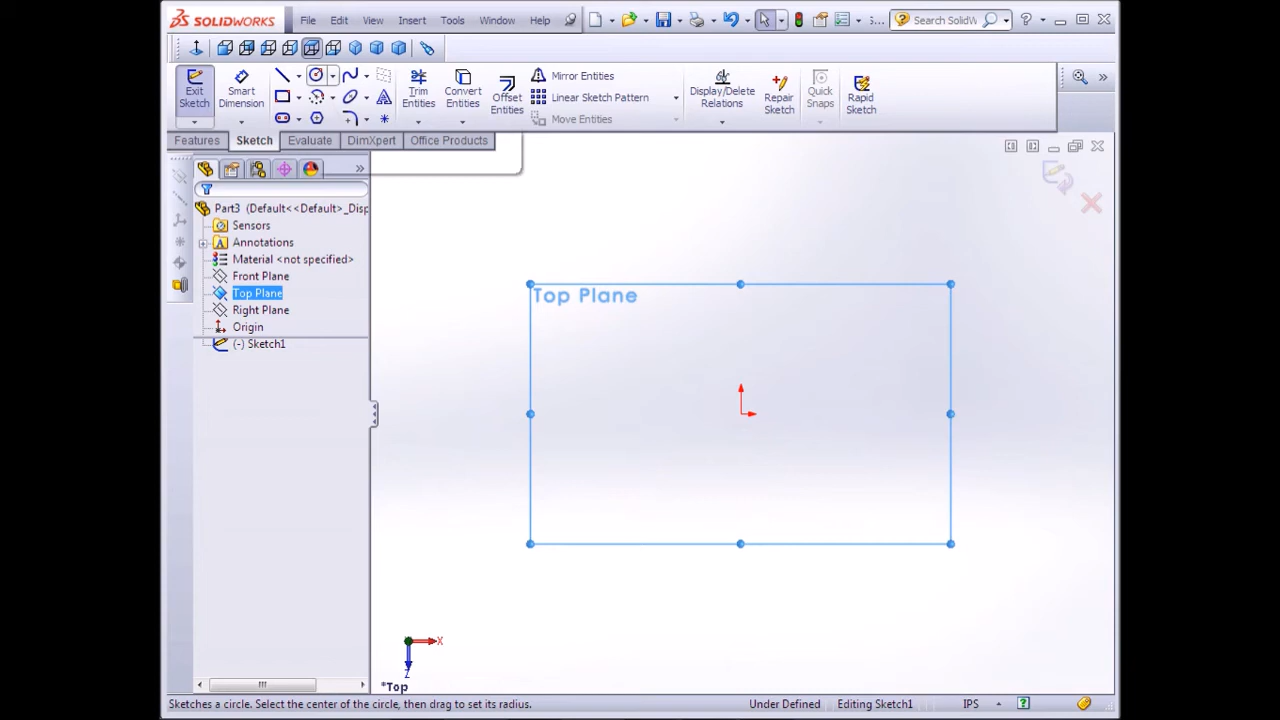 SOLIDWORKS File Edit View Insert Tools Window Help Search SolidW
Exit Sketch
Smart Dimension
Trim Entities
Convert Entities
Offset Entities
Mirror Entities
Linear Sketch Pattern
Move Entities
Display/Delete Relations
Repair Sketch
Quick Snaps
Rapid Sketch
Features Sketch Evaluate DimXpert Office Products
Part3 (Default<<Default>_Disp
Sensors
Annotations
Material <not specified>
Front Plane
Top Plane
Right Plane
Origin
(-) Sketch1
Top Plane
X
Z
*Top
Sketches a circle. Select the center of the circle, then drag to set its radius. Under Defined Editing Sketch1 IPS